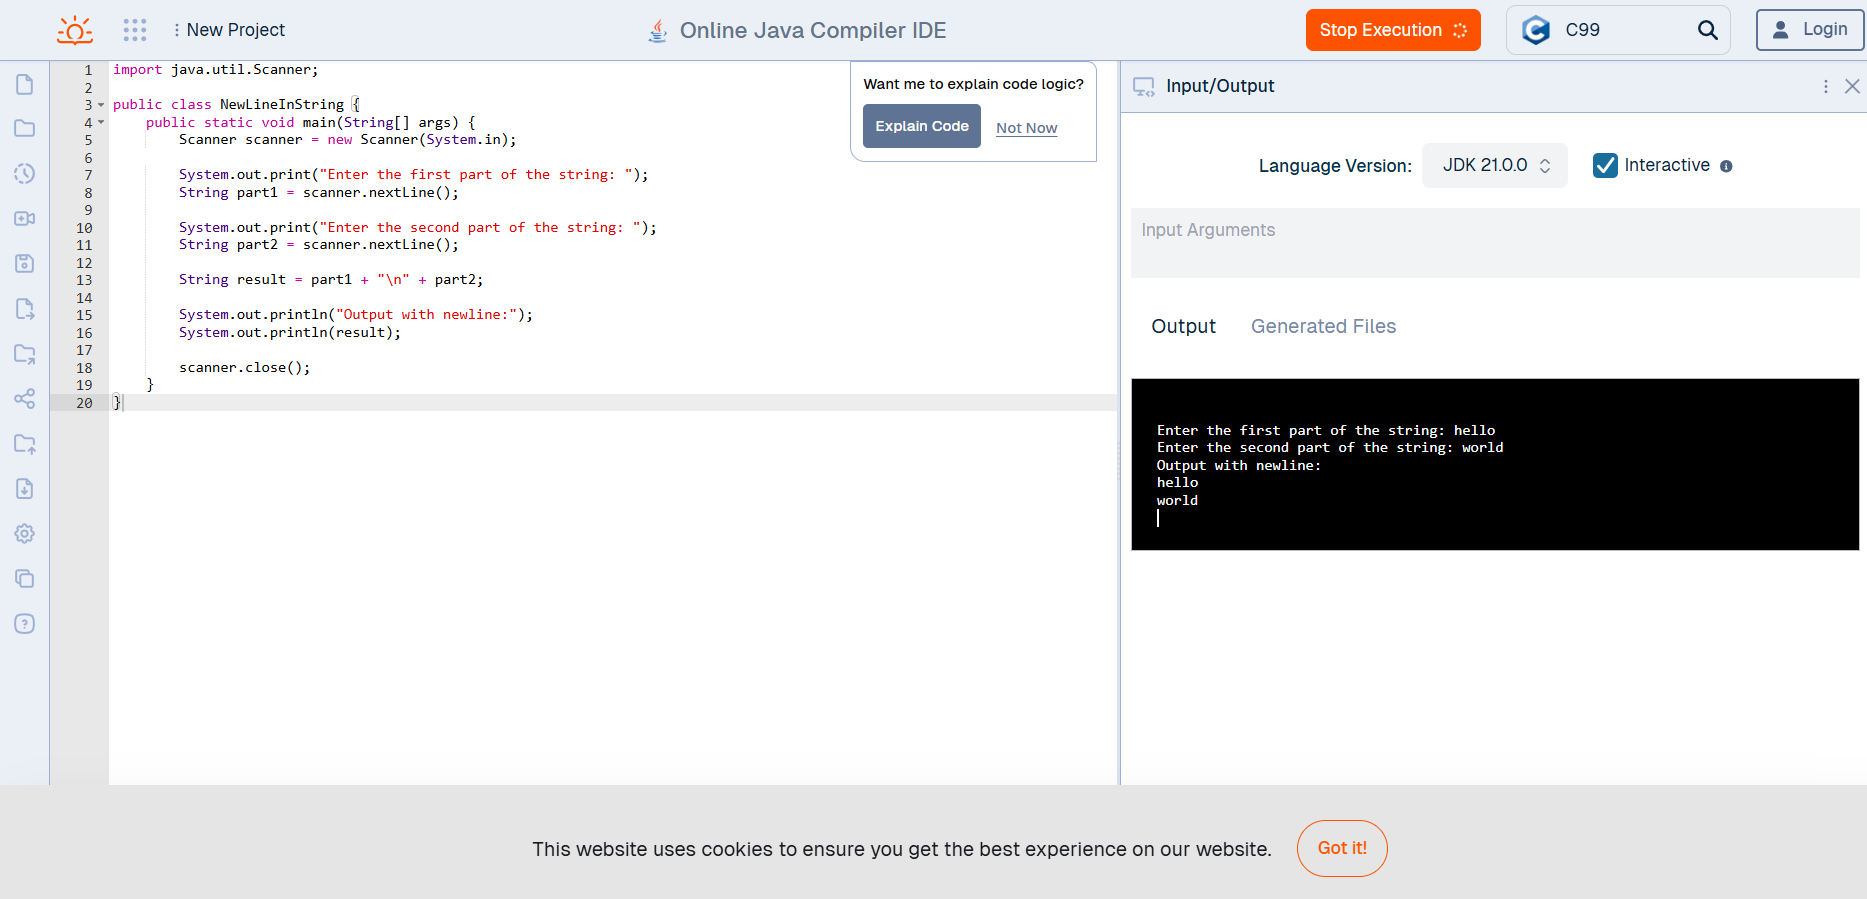 New Project
Online Java Compiler IDE
Stop Execution
C99
Login
1 import java.util.Scanner;
2
3 public class NewLineInString {
4     public static void main(String[] args) {
5         Scanner scanner = new Scanner(System.in);
6
7         System.out.print("Enter the first part of the string: ");
8         String part1 = scanner.nextLine();
9
10         System.out.print("Enter the second part of the string: ");
11         String part2 = scanner.nextLine();
12
13         String result = part1 + "\n" + part2;
14
15         System.out.println("Output with newline:");
16         System.out.println(result);
17
18         scanner.close();
19     }
20 }
Want me to explain code logic?
Explain Code Not Now
Input/Output
Language Version: JDK 21.0.0 Interactive
Input Arguments
Output Generated Files
Enter the first part of the string: hello
Enter the second part of the string: world
Output with newline:
hello
world
This website uses cookies to ensure you get the best experience on our website. Got it!